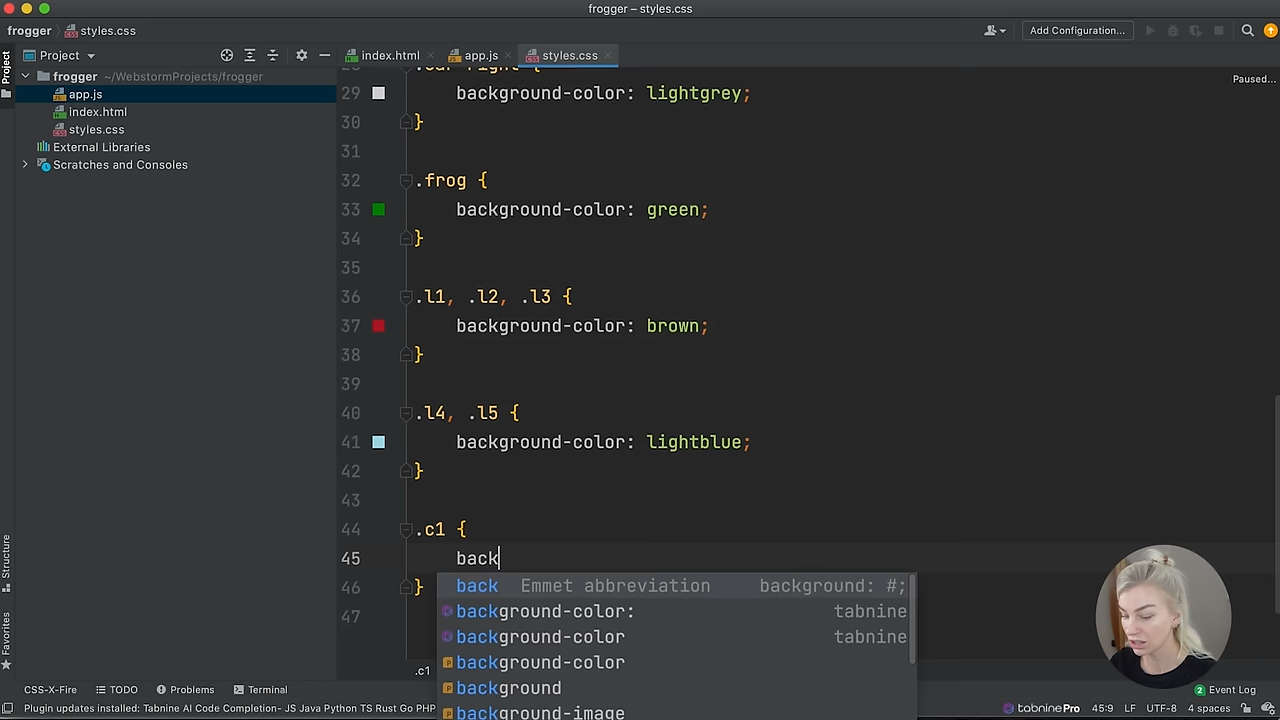 frogger – styles.css
frogger styles.css
Add Configuration...
Project
index.html app.js styles.css
Project
frogger ~/WebstormProjects/frogger
app.js
index.html
styles.css
External Libraries
Scratches and Consoles
Paused...
28 .car-right {
29 background-color: lightgrey;
30 }
31
32 .frog {
33 background-color: green;
34 }
35
36 .l1, .l2, .l3 {
37 background-color: brown;
38 }
39
40 .l4, .l5 {
41 background-color: lightblue;
42 }
43
44 .c1 {
45 back
46 }
47
back Emmet abbreviation background: #;
background-color: tabnine
background-color tabnine
background-color
background
background-image
.c1
Structure
Favorites
CSS-X-Fire TODO Problems Terminal
2 Event Log
Plugin updates installed: Tabnine AI Code Completion- JS Java Python TS Rust Go PHP
tabnine Pro 45:9 LF UTF-8 4 spaces